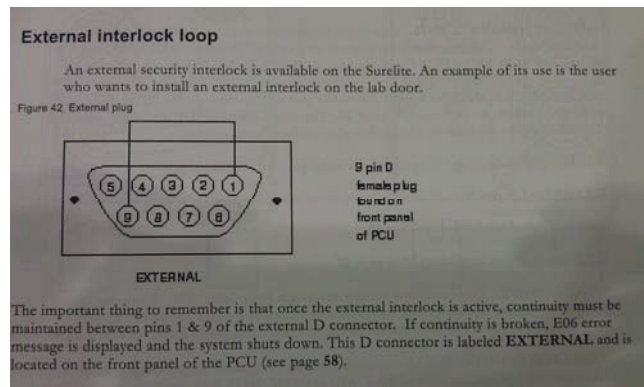 External interlock loop
An external security interlock is available on the Surelite. An example of its use is the user
who wants to install an external interlock on the lab door.
Figure 42 External plug
5 4 3 2 1
9 8 7 6
9 pin D
female plug
found on
front panel
of PCU
EXTERNAL
The important thing to remember is that once the external interlock is active, continuity must be
maintained between pins 1 & 9 of the external D connector. If continuity is broken, E06 error
message is displayed and the system shuts down. This D connector is labeled EXTERNAL and is
located on the front panel of the PCU (see page 58).